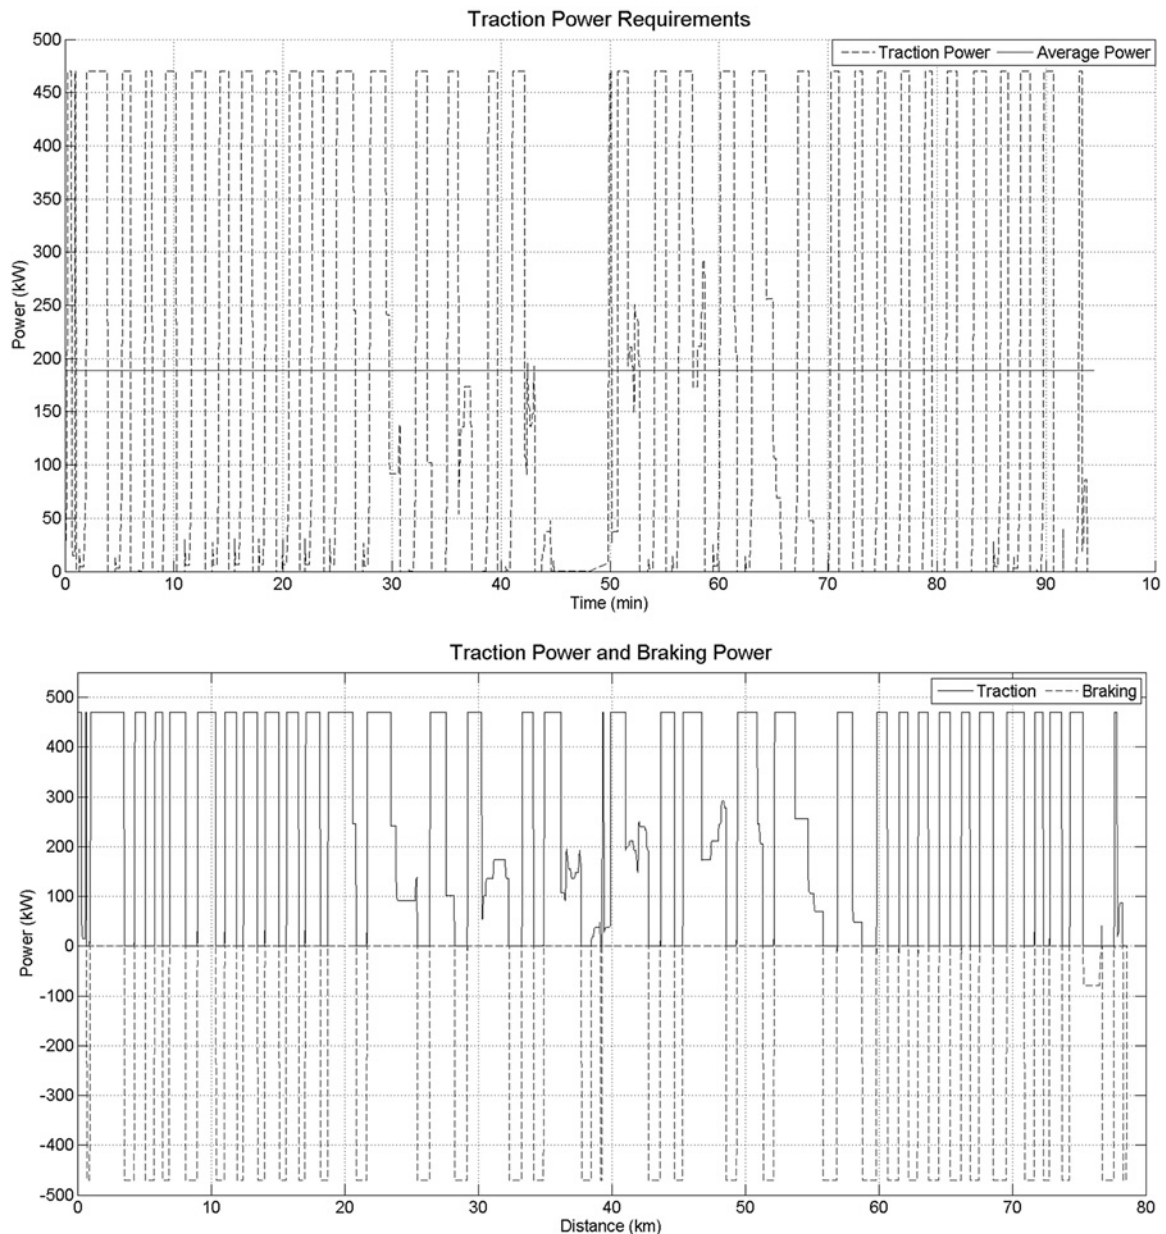 Traction Power Requirements
500
450
400
350
300
250
200
150
100
50
0
Power (kW)
Traction Power
Average Power
0 10 20 30 40 50 60 70 80 90 10
Time (min)
Traction Power and Braking Power
500
400
300
200
100
0
-100
-200
-300
-400
-500
Power (kW)
Traction
Braking
0 10 20 30 40 50 60 70 80
Distance (km)